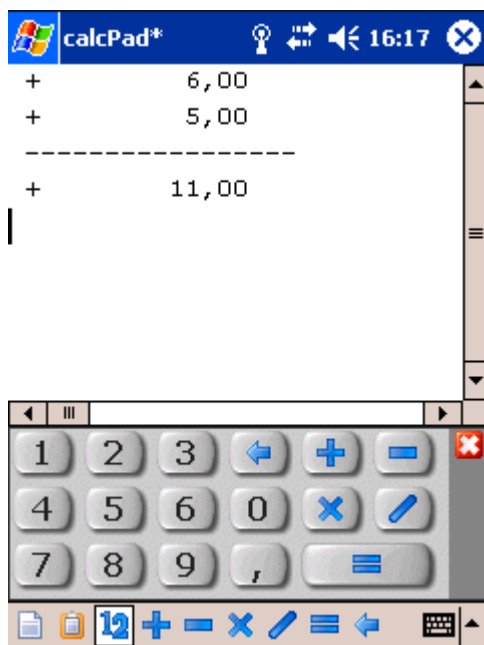 calcPad* 16:17
+ 6,00
+ 5,00
-----------------
+ 11,00
1 2 3
4 5 6 0
7 8 9 ,
12